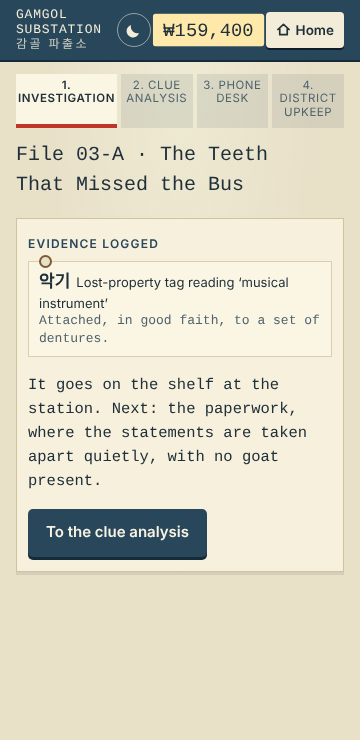 GAMGOL
SUBSTATION
감골 파출소
₩159,400
Home
1.
INVESTIGATION
2. CLUE
ANALYSIS
3. PHONE
DESK
4.
DISTRICT
UPKEEP
File 03-A · The Teeth
That Missed the Bus
EVIDENCE LOGGED
악기 Lost-property tag reading ‘musical
instrument’
Attached, in good faith, to a set of
dentures.
It goes on the shelf at the
station. Next: the paperwork,
where the statements are taken
apart quietly, with no goat
present.
To the clue analysis